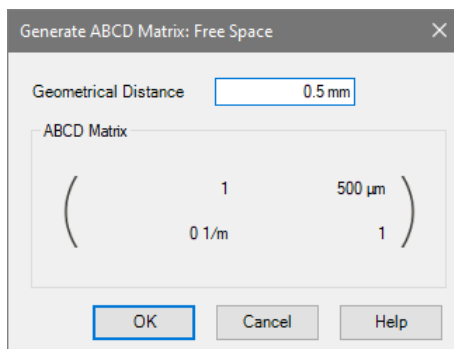 Generate ABCD Matrix: Free Space
Geometrical Distance 0.5 mm
ABCD Matrix
1 500 µm
0 1/m 1
OK Cancel Help